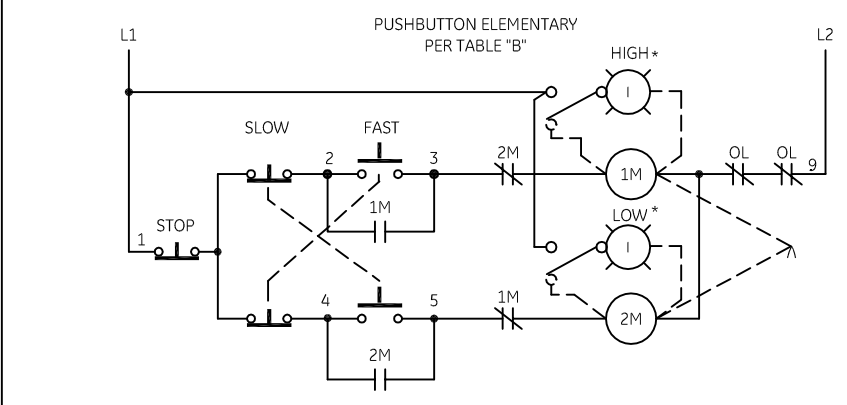 PUSHBUTTON ELEMENTARY
PER TABLE "B"
L1
L2
HIGH*
SLOW
FAST
2
3
2M
1M
OL
OL
9
1M
LOW*
1
STOP
4
5
1M
2M
2M